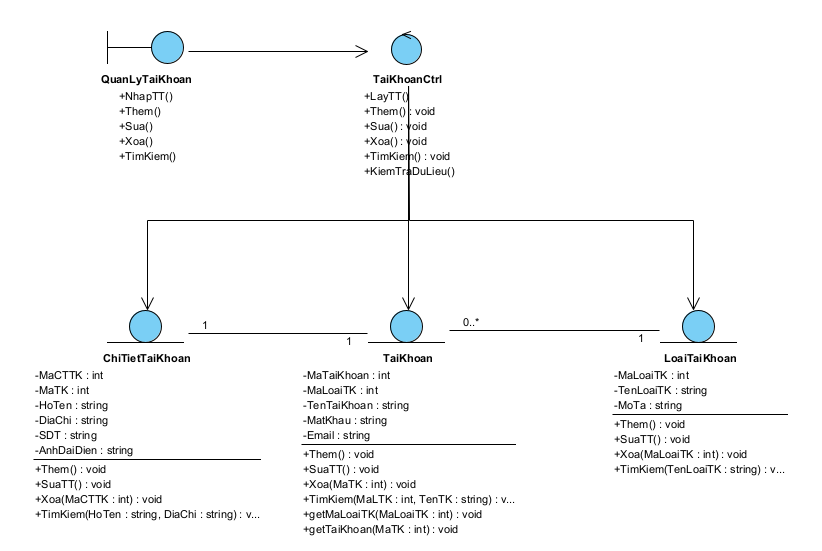 QuanLyTaiKhoan
+NhapTT()
+Them()
+Sua()
+Xoa()
+TimKiem()
TaiKhoanCtrl
+LayTT()
+Them() : void
+Sua() : void
+Xoa() : void
+TimKiem() : void
+KiemTraDuLieu()
1
1
0..*
1
ChiTietTaiKhoan
-MaCTTK : int
-MaTK : int
-HoTen : string
-DiaChi : string
-SDT : string
-AnhDaiDien : string
+Them() : void
+SuaTT() : void
+Xoa(MaCTTK : int) : void
+TimKiem(HoTen : string, DiaChi : string) : v...
TaiKhoan
-MaTaiKhoan : int
-MaLoaiTK : int
-TenTaiKhoan : string
-MatKhau : string
-Email : string
+Them() : void
+SuaTT() : void
+Xoa(MaTK : int) : void
+TimKiem(MaLTK : int, TenTK : string) : v...
+getMaLoaiTK(MaLoaiTK : int) : void
+getTaiKhoan(MaTK : int) : void
LoaiTaiKhoan
-MaLoaiTK : int
-TenLoaiTK : string
-MoTa : string
+Them() : void
+SuaTT() : void
+Xoa(MaLoaiTK : int) : void
+TimKiem(TenLoaiTK : string) : v...